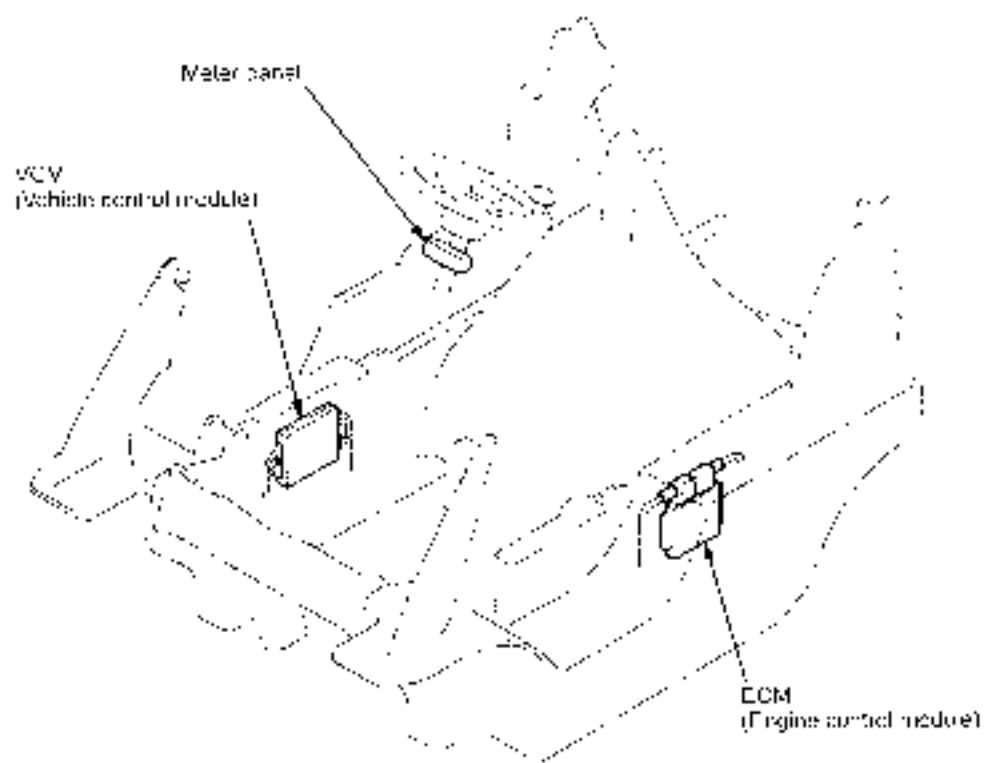 Meter panel
VCM
(Vehicle control module)
ECM
(Engine control module)